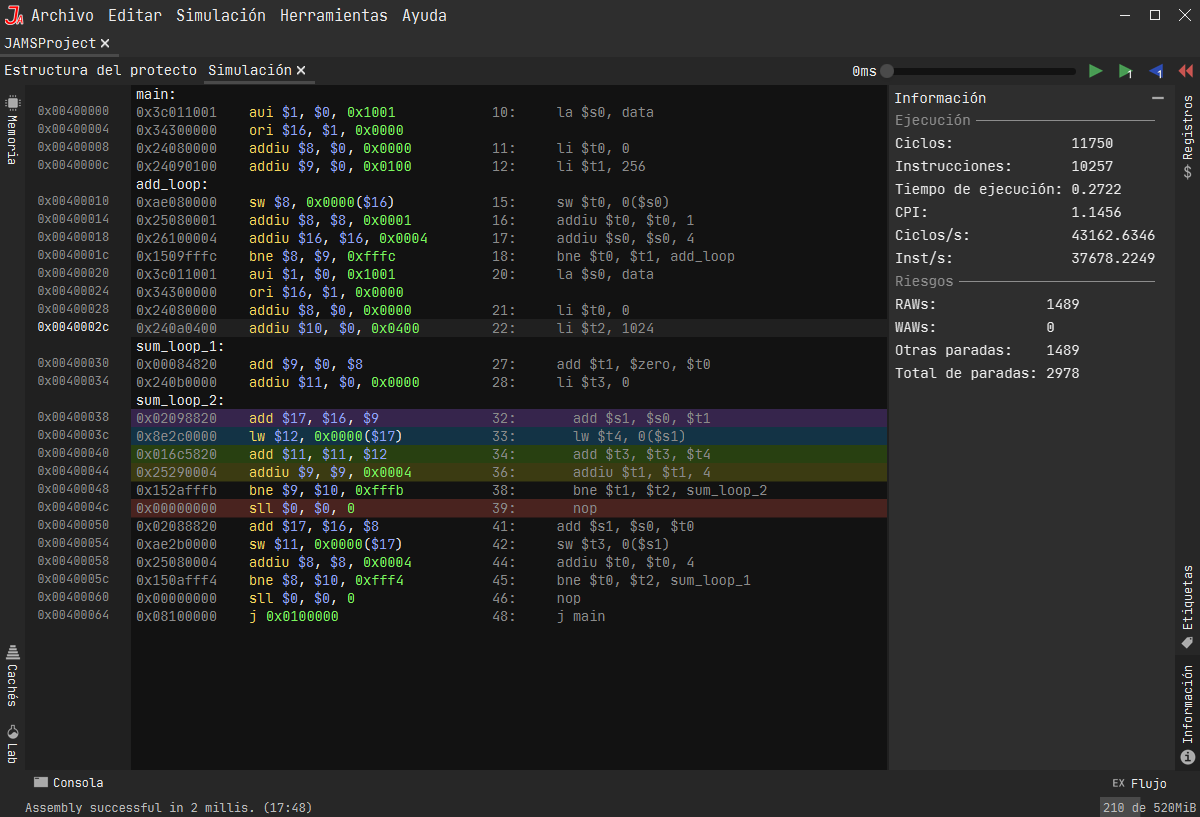 JA Archivo Editar Simulación Herramientas Ayuda
JAMSProject
Estructura del protecto Simulación 0ms 1 1
main:
0x00400000 0x3c011001 aui $1, $0, 0x1001 10: la $s0, data
0x00400004 0x34300000 ori $16, $1, 0x0000
0x00400008 0x24080000 addiu $8, $0, 0x0000 11: li $t0, 0
0x0040000c 0x24090100 addiu $9, $0, 0x0100 12: li $t1, 256
add_loop:
0x00400010 0xae080000 sw $8, 0x0000($16) 15: sw $t0, 0($s0)
0x00400014 0x25080001 addiu $8, $8, 0x0001 16: addiu $t0, $t0, 1
0x00400018 0x26100004 addiu $16, $16, 0x0004 17: addiu $s0, $s0, 4
0x0040001c 0x1509fffc bne $8, $9, 0xfffc 18: bne $t0, $t1, add_loop
0x00400020 0x3c011001 aui $1, $0, 0x1001 20: la $s0, data
0x00400024 0x34300000 ori $16, $1, 0x0000
0x00400028 0x24080000 addiu $8, $0, 0x0000 21: li $t0, 0
0x0040002c 0x240a0400 addiu $10, $0, 0x0400 22: li $t2, 1024
sum_loop_1:
0x00400030 0x00084820 add $9, $0, $8 27: add $t1, $zero, $t0
0x00400034 0x240b0000 addiu $11, $0, 0x0000 28: li $t3, 0
sum_loop_2:
0x00400038 0x02098820 add $17, $16, $9 32: add $s1, $s0, $t1
0x0040003c 0x8e2c0000 lw $12, 0x0000($17) 33: lw $t4, 0($s1)
0x00400040 0x016c5820 add $11, $11, $12 34: add $t3, $t3, $t4
0x00400044 0x25290004 addiu $9, $9, 0x0004 36: addiu $t1, $t1, 4
0x00400048 0x152afffb bne $9, $10, 0xfffb 38: bne $t1, $t2, sum_loop_2
0x0040004c 0x00000000 sll $0, $0, 0 39: nop
0x00400050 0x02088820 add $17, $16, $8 41: add $s1, $s0, $t0
0x00400054 0xae2b0000 sw $11, 0x0000($17) 42: sw $t3, 0($s1)
0x00400058 0x25080004 addiu $8, $8, 0x0004 44: addiu $t0, $t0, 4
0x0040005c 0x150afff4 bne $8, $10, 0xfff4 45: bne $t0, $t2, sum_loop_1
0x00400060 0x00000000 sll $0, $0, 0 46: nop
0x00400064 0x08100000 j 0x0100000 48: j main
Información
Ejecución
Ciclos: 11750
Instrucciones: 10257
Tiempo de ejecución: 0.2722
CPI: 1.1456
Ciclos/s: 43162.6346
Inst/s: 37678.2249
Riesgos
RAWs: 1489
WAWs: 0
Otras paradas: 1489
Total de paradas: 2978
Memoria
Cachés
Lab
$ Registros
Etiquetas
Información
Consola
EX Flujo
Assembly successful in 2 millis. (17:48)
210 de 520MiB